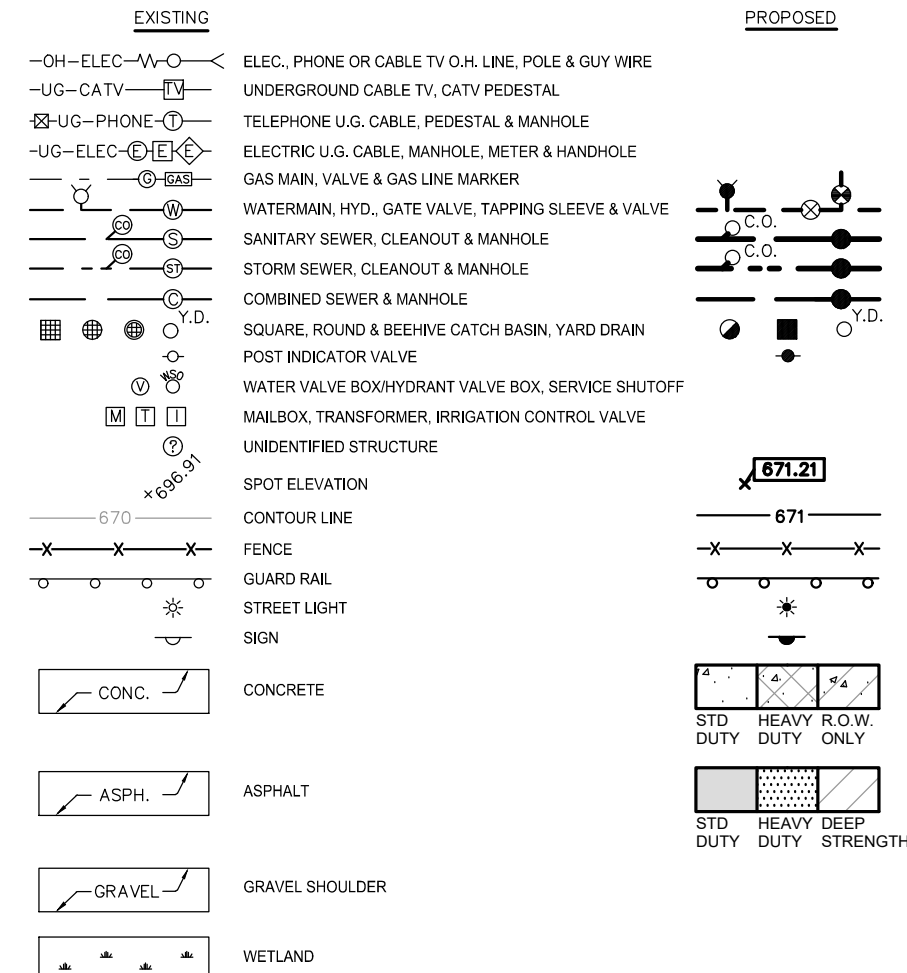 EXISTING PROPOSED
-OH-ELEC- ELEC., PHONE OR CABLE TV O.H. LINE, POLE & GUY WIRE
-UG-CATV- TV UNDERGROUND CABLE TV, CATV PEDESTAL
-UG-PHONE- T TELEPHONE U.G. CABLE, PEDESTAL & MANHOLE
-UG-ELEC- E E E ELECTRIC U.G. CABLE, MANHOLE, METER & HANDHOLE
G GAS GAS MAIN, VALVE & GAS LINE MARKER
W WATERMAIN, HYD., GATE VALVE, TAPPING SLEEVE & VALVE
CO S SANITARY SEWER, CLEANOUT & MANHOLE C.O.
CO ST STORM SEWER, CLEANOUT & MANHOLE C.O.
C COMBINED SEWER & MANHOLE
Y.D. SQUARE, ROUND & BEEHIVE CATCH BASIN, YARD DRAIN Y.D.
POST INDICATOR VALVE
V WSO WATER VALVE BOX/HYDRANT VALVE BOX, SERVICE SHUTOFF
M T I MAILBOX, TRANSFORMER, IRRIGATION CONTROL VALVE
? UNIDENTIFIED STRUCTURE
+696.91 SPOT ELEVATION 671.21
670 CONTOUR LINE 671
X X X FENCE X X X
GUARD RAIL
STREET LIGHT
SIGN
CONC. CONCRETE
STD HEAVY R.O.W.
DUTY DUTY ONLY
ASPH. ASPHALT
STD HEAVY DEEP
DUTY DUTY STRENGTH
GRAVEL GRAVEL SHOULDER
WETLAND